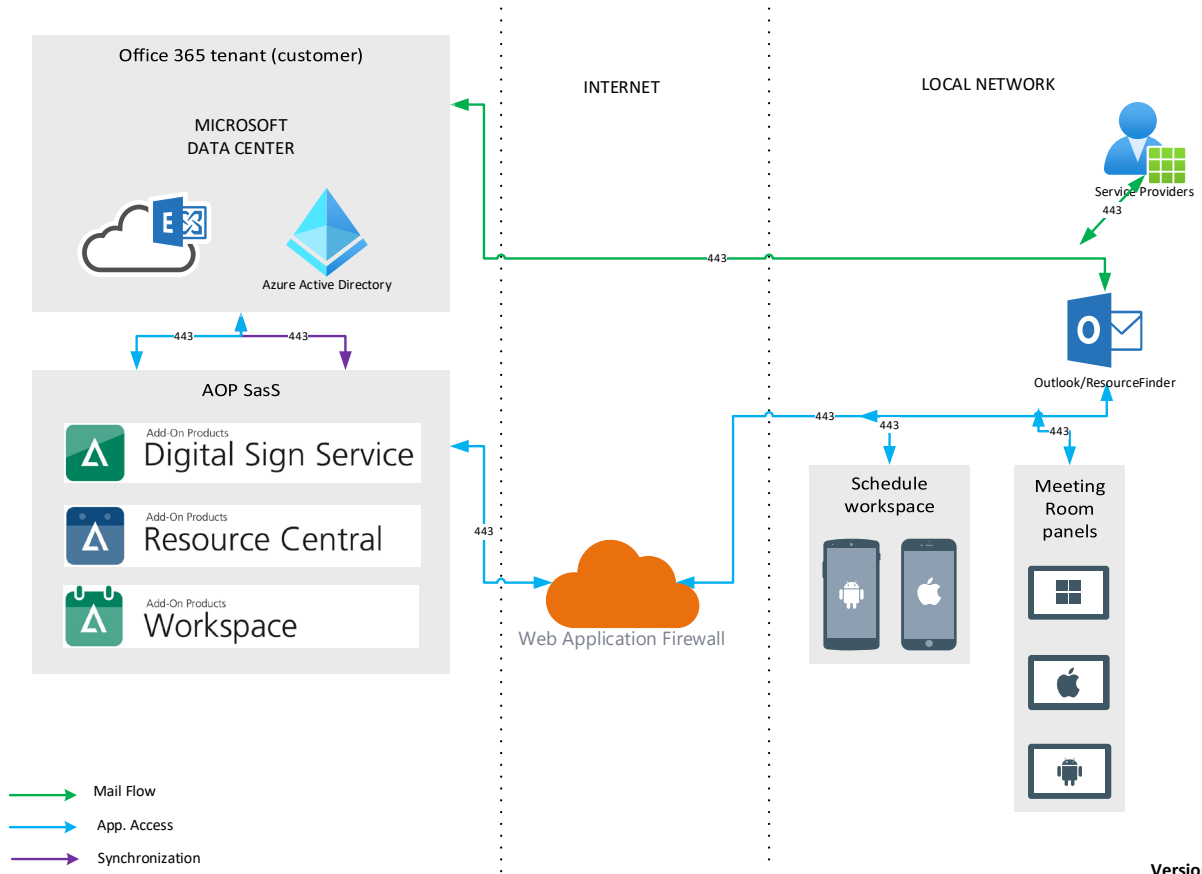 Office 365 tenant (customer)
MICROSOFT
DATA CENTER
E
Azure Active Directory
443
443
AOP SasS
Add-On Products
Digital Sign Service
Add-On Products
Resource Central
Add-On Products
Workspace
INTERNET
443
443
Web Application Firewall
LOCAL NETWORK
Service Providers
443
O
Outlook/ResourceFinder
443
443
443
Schedule
workspace
Meeting
Room
panels
Mail Flow
App. Access
Synchronization
Versio